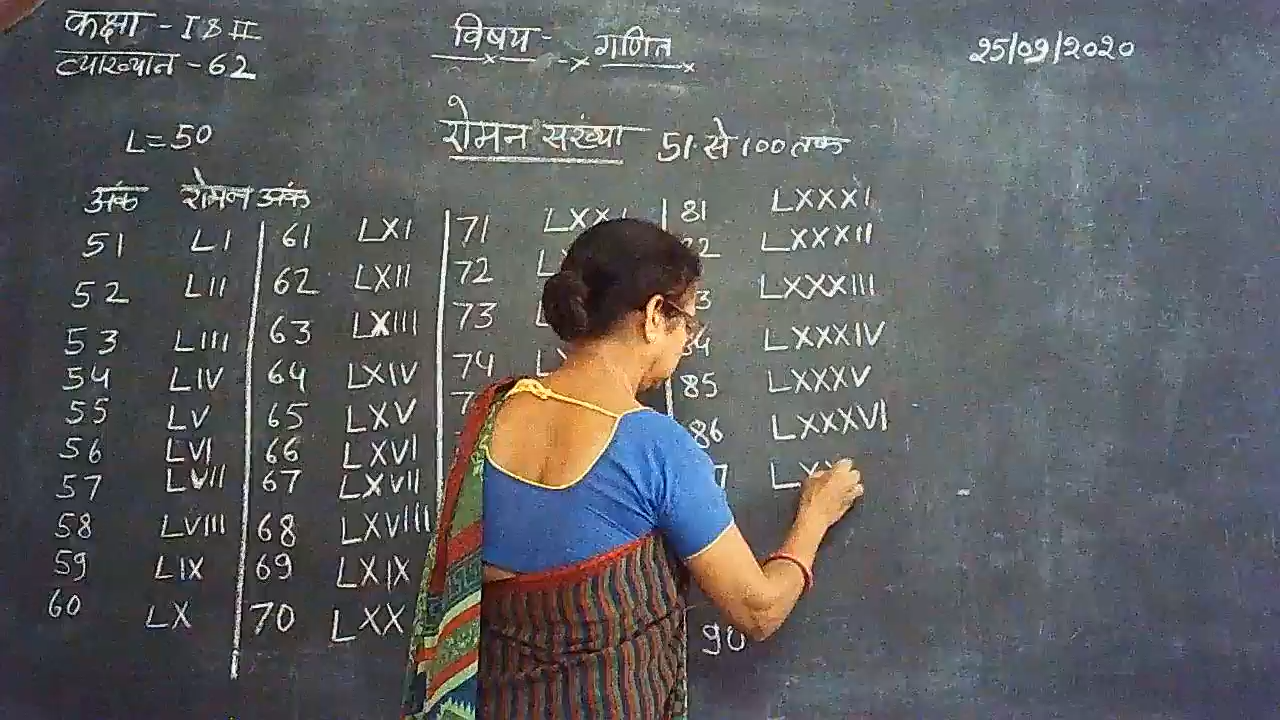 कक्षा - I & II
विषय - गणित
25/09/2020
व्याख्यान - 62
L=50
रोमन संख्या 51 से 100 तक
अंक रोमन अंक
51 LI 61 LXI 71 LXXI 81 LXXXI
52 LII 62 LXII 72 LXXXII
53 LIII 63 LXIII 73 LXXXIII
54 LIV 64 LXIV 74 LXXXIV
55 LV 65 LXV 85 LXXXV
56 LVI 66 LXVI 86 LXXXVI
57 LVII 67 LXVII
58 LVIII 68 LXVIII
59 LIX 69 LXIX
60 LX 70 LXX 90